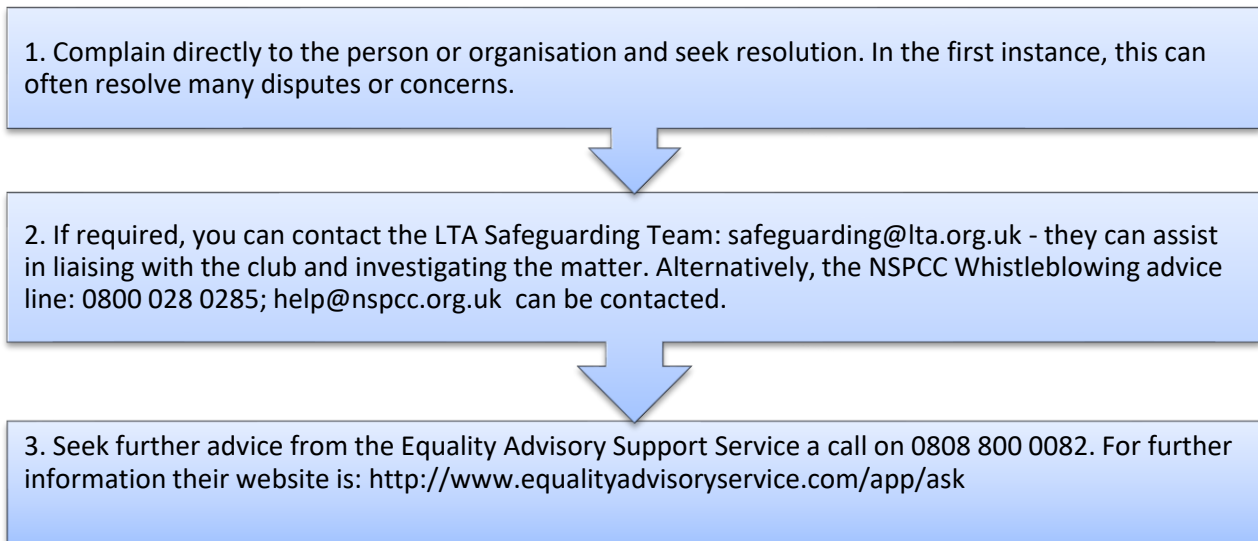 1. Complain directly to the person or organisation and seek resolution. In the first instance, this can
often resolve many disputes or concerns.
2. If required, you can contact the LTA Safeguarding Team: safeguarding@lta.org.uk - they can assist
in liaising with the club and investigating the matter. Alternatively, the NSPCC Whistleblowing advice
line: 0800 028 0285; help@nspcc.org.uk  can be contacted.
3. Seek further advice from the Equality Advisory Support Service a call on 0808 800 0082. For further
information their website is: http://www.equalityadvisoryservice.com/app/ask